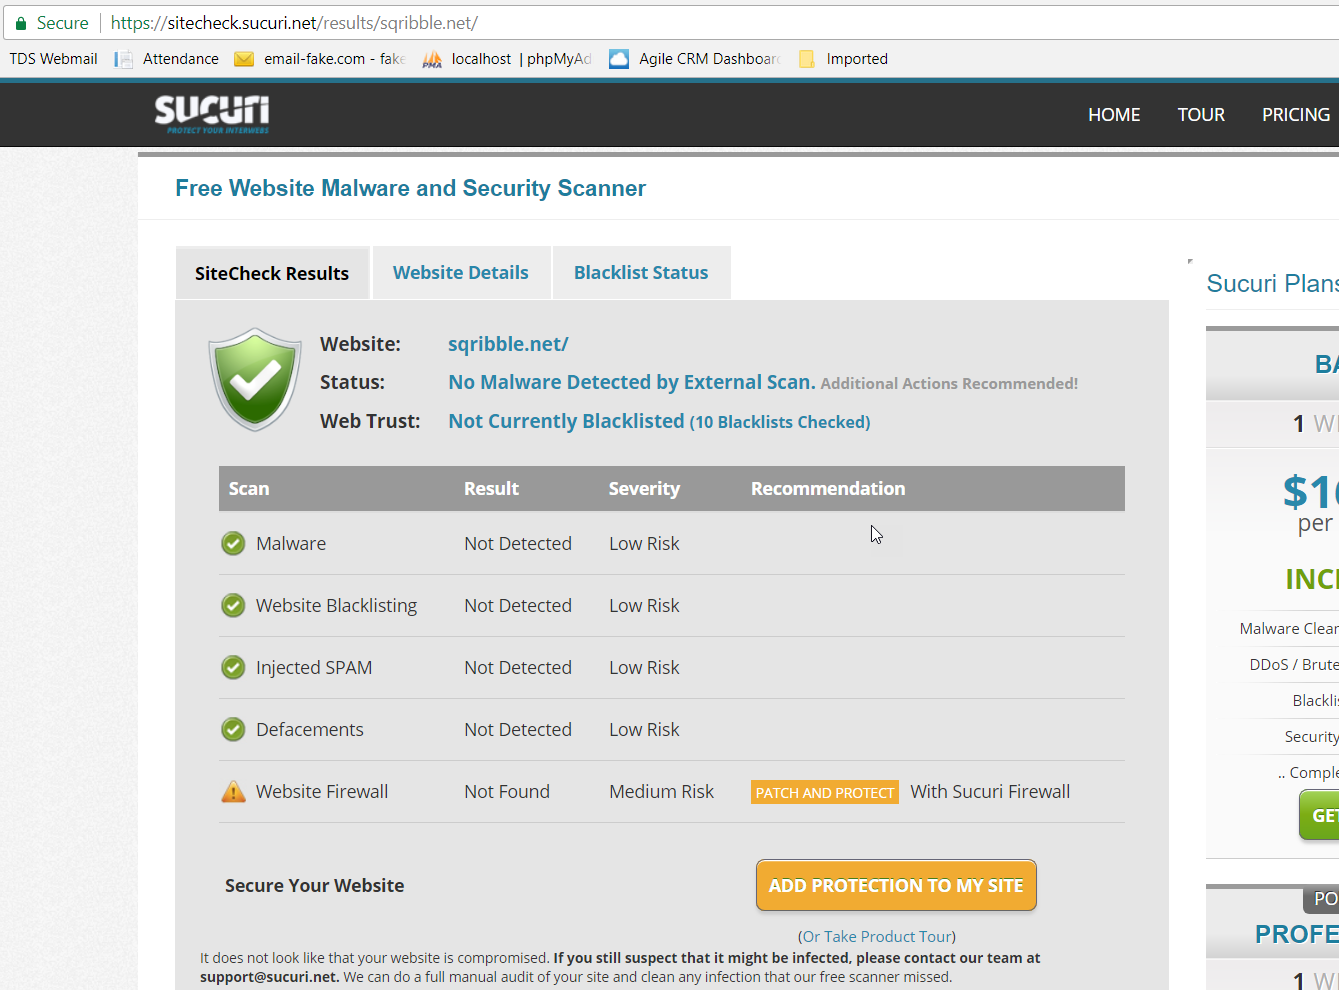 Secure https://sitecheck.sucuri.net/results/sqribble.net/
TDS Webmail Attendance email-fake.com - fake localhost | phpMyAd Agile CRM Dashboard Imported
sucuri HOME TOUR PRICING
PROTECT YOUR INTERWEBS
Free Website Malware and Security Scanner
SiteCheck Results Website Details Blacklist Status
Sucuri Plans
Website: sqribble.net/
Status: No Malware Detected by External Scan. Additional Actions Recommended!
Web Trust: Not Currently Blacklisted (10 Blacklists Checked)
BA
1 WE
Scan Result Severity Recommendation
$16
per
Malware Not Detected Low Risk
INCL
Website Blacklisting Not Detected Low Risk
Malware Clean
Injected SPAM Not Detected Low Risk
DDoS / Brute
Blacklis
Defacements Not Detected Low Risk
Security
.. Comple
Website Firewall Not Found Medium Risk PATCH AND PROTECT With Sucuri Firewall
GET
Secure Your Website ADD PROTECTION TO MY SITE
PO
(Or Take Product Tour)
PROFE
It does not look like that your website is compromised. If you still suspect that it might be infected, please contact our team at
support@sucuri.net. We can do a full manual audit of your site and clean any infection that our free scanner missed.
1 WE